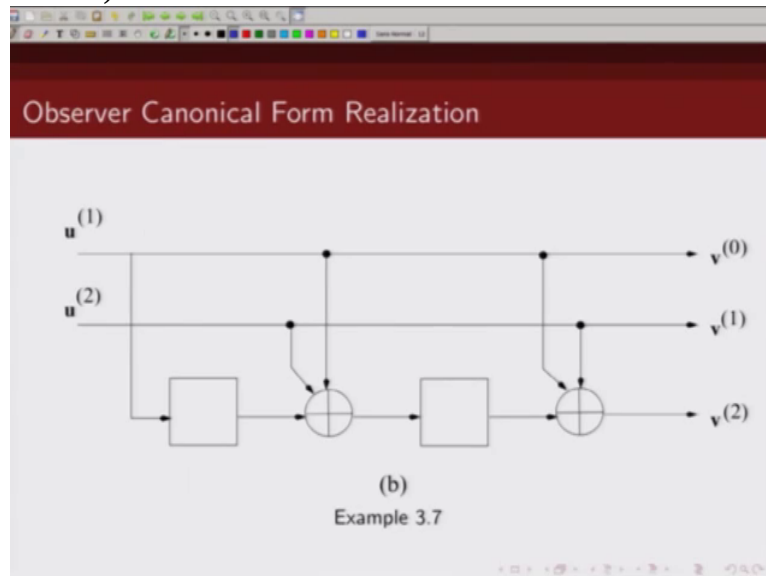 Observer Canonical Form Realization
u(1)
v(0)
u(2)
v(1)
v(2)
(b)
Example 3.7